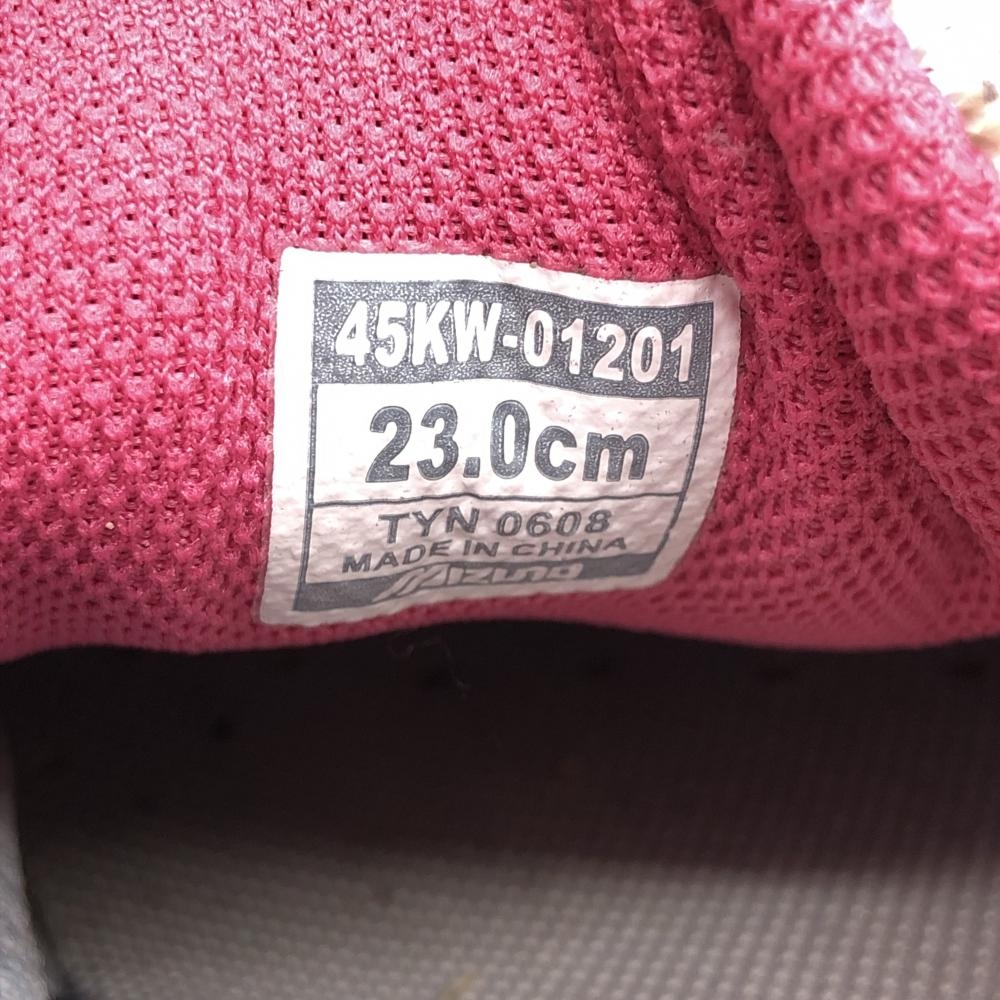 45KW-01201
23.0cm
TYN 0608
MADE IN CHINA
Mizuno